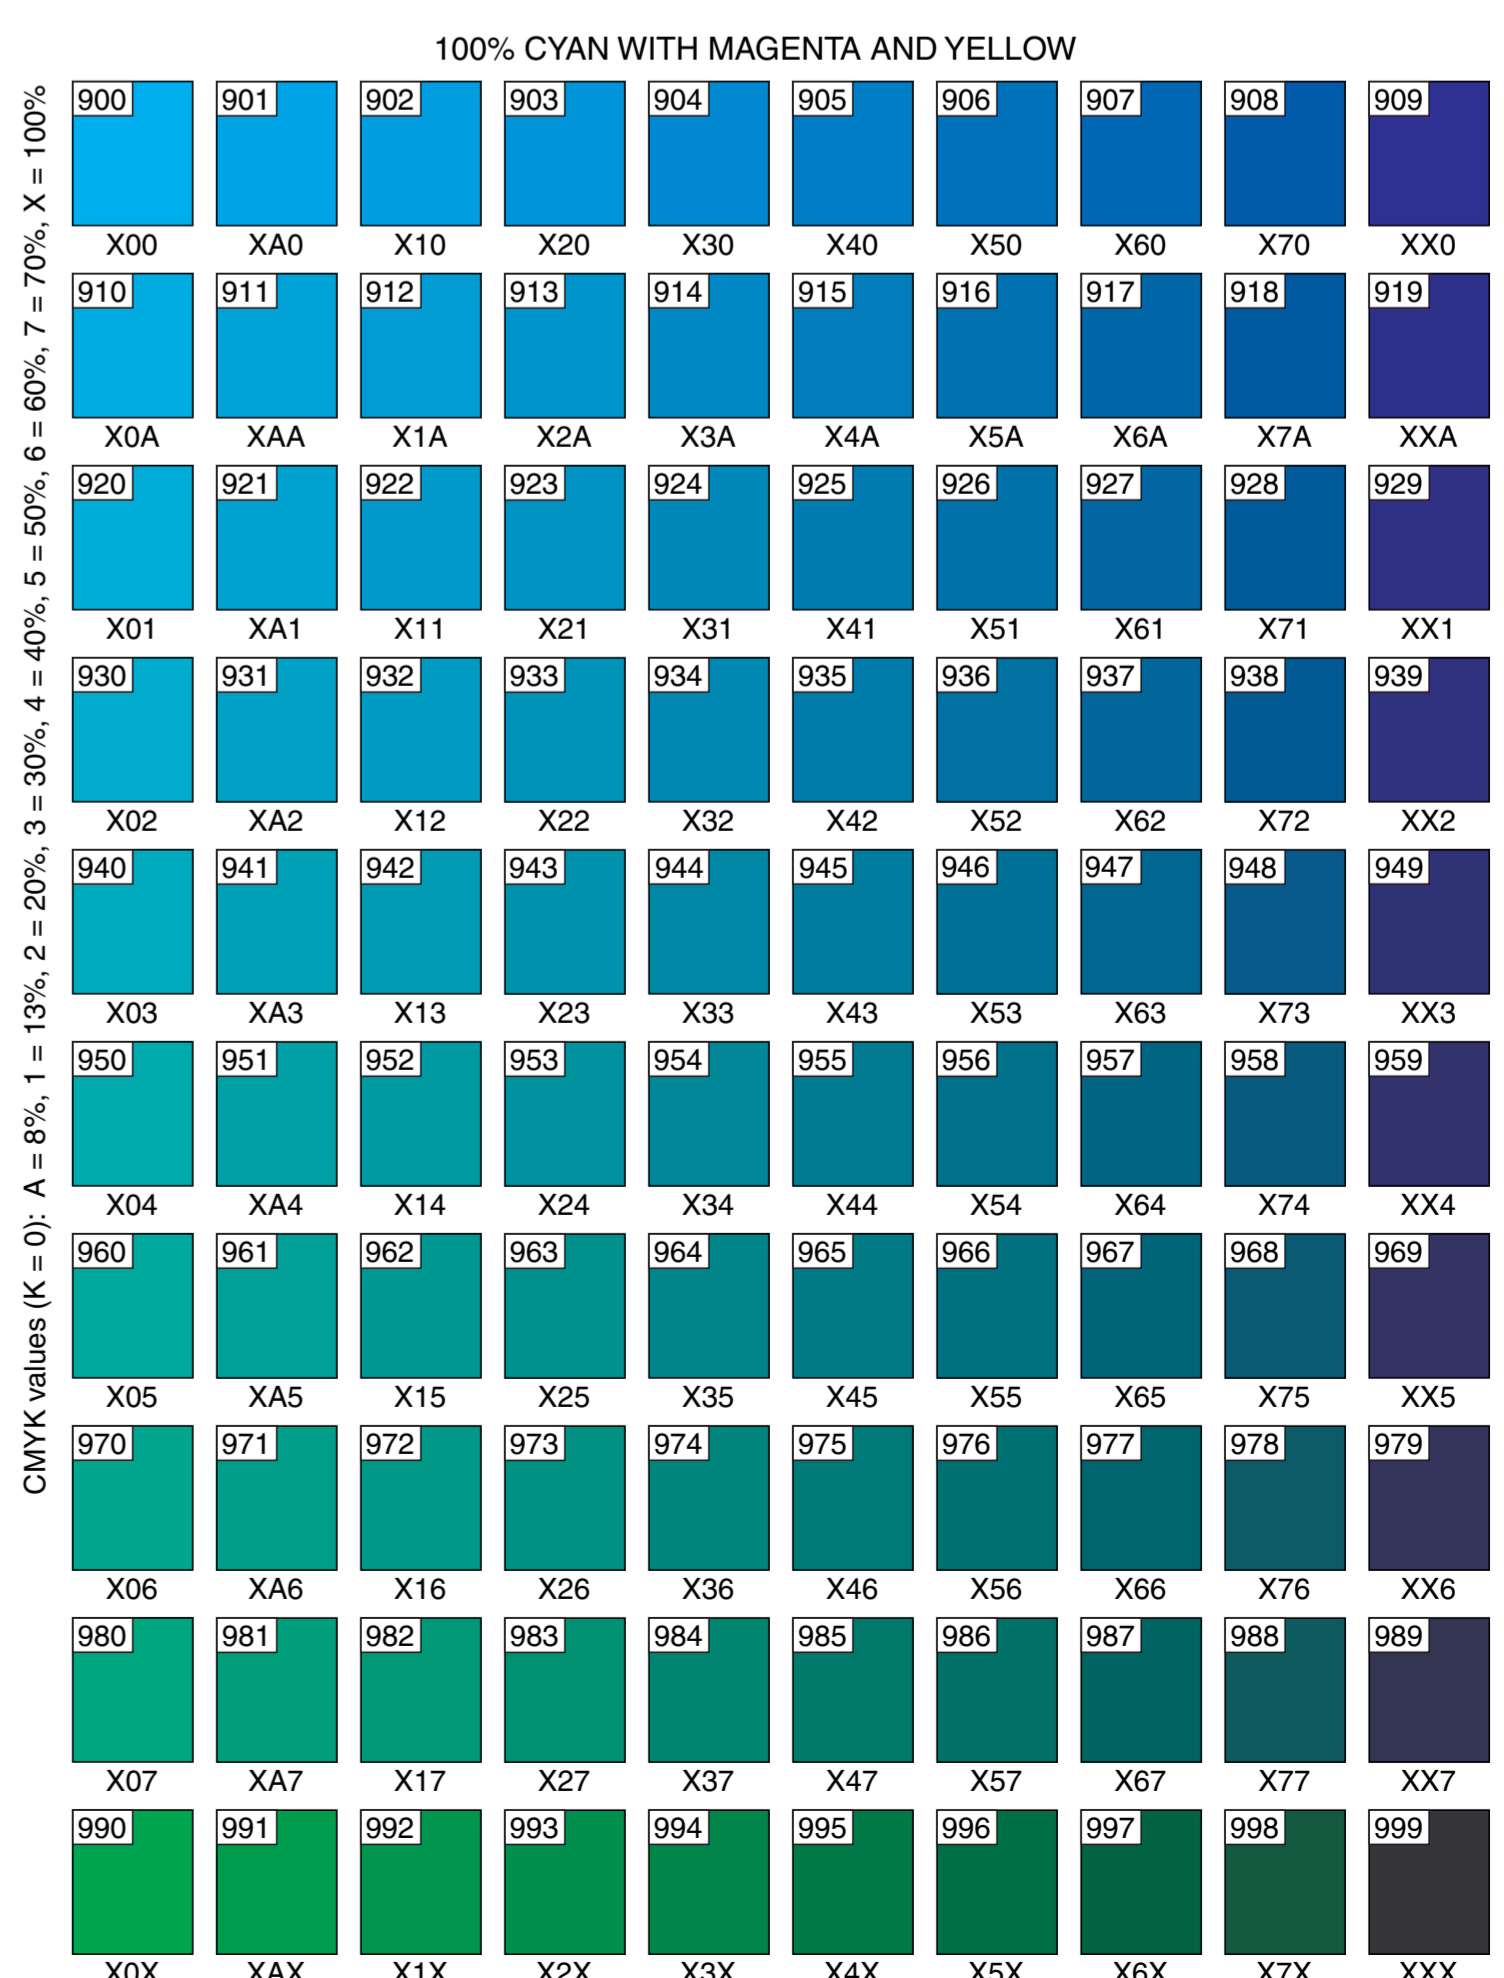 100% CYAN WITH MAGENTA AND YELLOW
CMYK values (K = 0): A = 8%, 1 = 13%, 2 = 20%, 3 = 30%, 4 = 40%, 5 = 50%, 6 = 60%, 7 = 70%, X = 100%
900 901 902 903 904 905 906 907 908 909
X00 XA0 X10 X20 X30 X40 X50 X60 X70 XX0
910 911 912 913 914 915 916 917 918 919
X0A XAA X1A X2A X3A X4A X5A X6A X7A XXA
920 921 922 923 924 925 926 927 928 929
X01 XA1 X11 X21 X31 X41 X51 X61 X71 XX1
930 931 932 933 934 935 936 937 938 939
X02 XA2 X12 X22 X32 X42 X52 X62 X72 XX2
940 941 942 943 944 945 946 947 948 949
X03 XA3 X13 X23 X33 X43 X53 X63 X73 XX3
950 951 952 953 954 955 956 957 958 959
X04 XA4 X14 X24 X34 X44 X54 X64 X74 XX4
960 961 962 963 964 965 966 967 968 969
X05 XA5 X15 X25 X35 X45 X55 X65 X75 XX5
970 971 972 973 974 975 976 977 978 979
X06 XA6 X16 X26 X36 X46 X56 X66 X76 XX6
980 981 982 983 984 985 986 987 988 989
X07 XA7 X17 X27 X37 X47 X57 X67 X77 XX7
990 991 992 993 994 995 996 997 998 999
X0X XAX X1X X2X X3X X4X X5X X6X X7X XXX